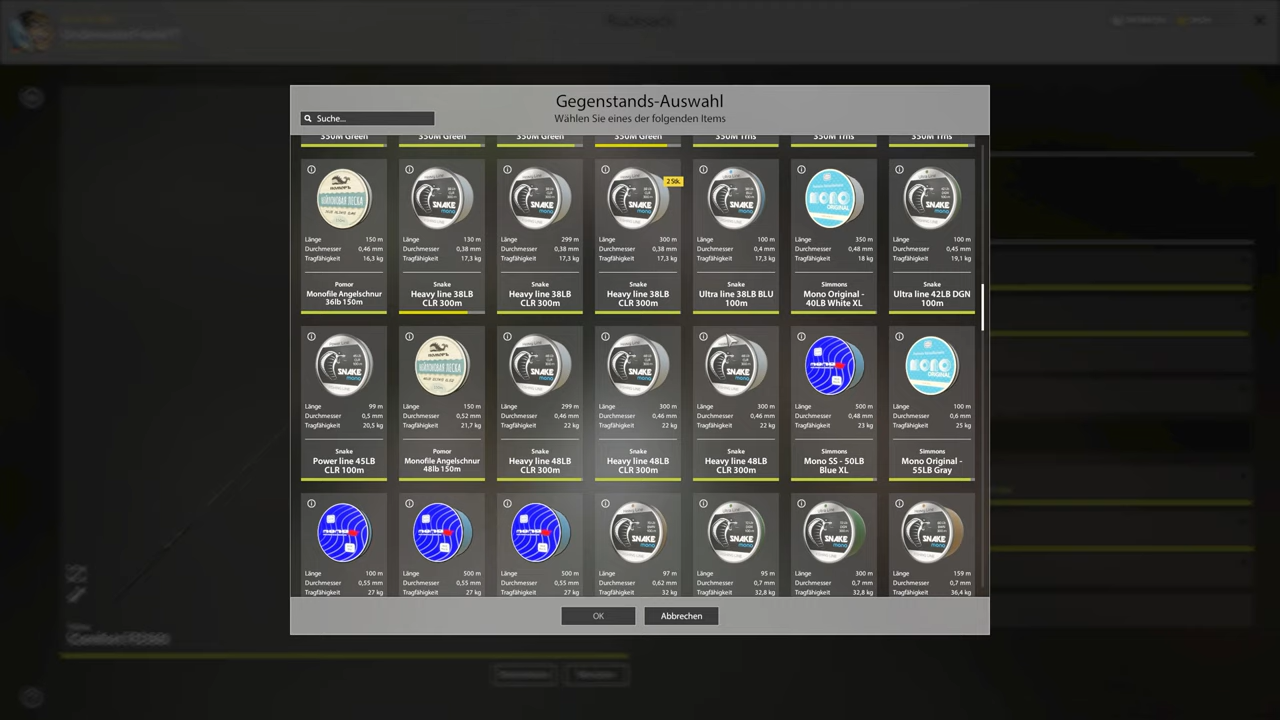 Gegenstands-Auswahl
Suche...
Wählen Sie eines der folgenden Items
350M Green 350M Green 350M Green 350M Green 350M Trns 350M Trns 350M Trns
2 Stk.
Länge 150 m Länge 130 m Länge 299 m Länge 300 m Länge 100 m Länge 350 m Länge 100 m
Durchmesser 0,46 mm Durchmesser 0,38 mm Durchmesser 0,38 mm Durchmesser 0,38 mm Durchmesser 0,4 mm Durchmesser 0,48 mm Durchmesser 0,45 mm
Tragfähigkeit 16,3 kg Tragfähigkeit 17,3 kg Tragfähigkeit 17,3 kg Tragfähigkeit 17,3 kg Tragfähigkeit 17,3 kg Tragfähigkeit 18 kg Tragfähigkeit 19,1 kg
Pomor Snake Snake Snake Snake Simmons Snake
Monofile Angelschnur Heavy line 38LB Heavy line 38LB Heavy line 38LB Ultra line 38LB BLU Mono Original - Ultra line 42LB DGN
36lb 150m CLR 300m CLR 300m CLR 300m 100m 40LB White XL 100m
Länge 99 m Länge 150 m Länge 299 m Länge 300 m Länge 300 m Länge 500 m Länge 100 m
Durchmesser 0,5 mm Durchmesser 0,52 mm Durchmesser 0,46 mm Durchmesser 0,46 mm Durchmesser 0,46 mm Durchmesser 0,48 mm Durchmesser 0,6 mm
Tragfähigkeit 20,5 kg Tragfähigkeit 21,7 kg Tragfähigkeit 22 kg Tragfähigkeit 22 kg Tragfähigkeit 22 kg Tragfähigkeit 23 kg Tragfähigkeit 25 kg
Snake Pomor Snake Snake Snake Simmons Simmons
Power line 45LB Monofile Angelschnur Heavy line 48LB Heavy line 48LB Heavy line 48LB Mono SS - 50LB Mono Original -
CLR 100m 48lb 150m CLR 300m CLR 300m CLR 300m Blue XL 55LB Gray
Länge 100 m Länge 500 m Länge 500 m Länge 97 m Länge 95 m Länge 300 m Länge 159 m
Durchmesser 0,55 mm Durchmesser 0,55 mm Durchmesser 0,55 mm Durchmesser 0,62 mm Durchmesser 0,7 mm Durchmesser 0,7 mm Durchmesser 0,7 mm
Tragfähigkeit 27 kg Tragfähigkeit 27 kg Tragfähigkeit 27 kg Tragfähigkeit 32 kg Tragfähigkeit 32,8 kg Tragfähigkeit 32,8 kg Tragfähigkeit 36,4 kg
OK Abbrechen